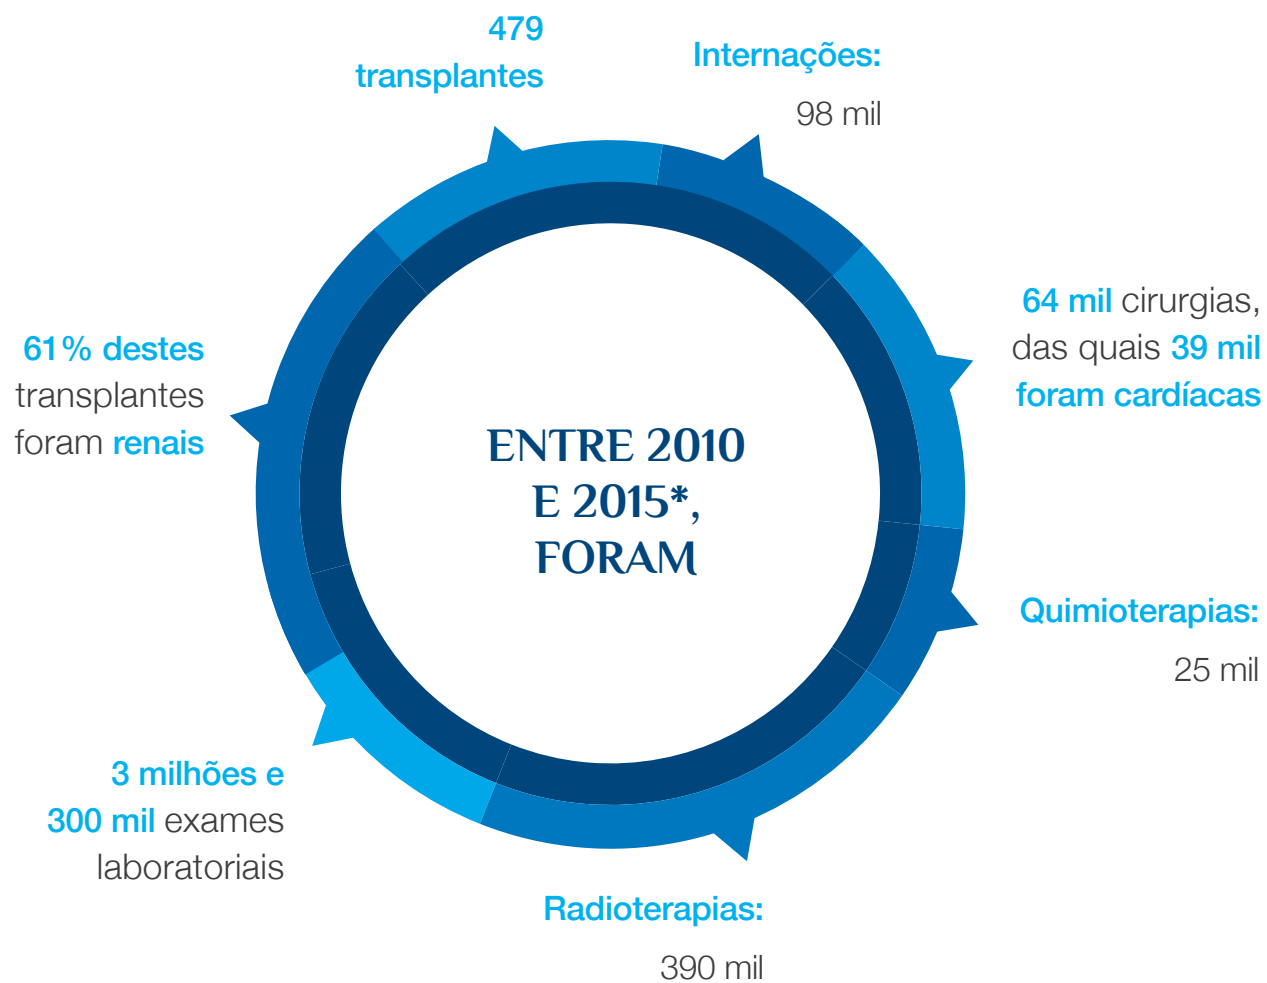 479
transplantes
Internações:
98 mil
64 mil cirurgias,
das quais 39 mil
foram cardíacas
61% destes
transplantes
foram renais
ENTRE 2010
E 2015*,
FORAM
Quimioterapias:
25 mil
3 milhões e
300 mil exames
laboratoriais
Radioterapias:
390 mil